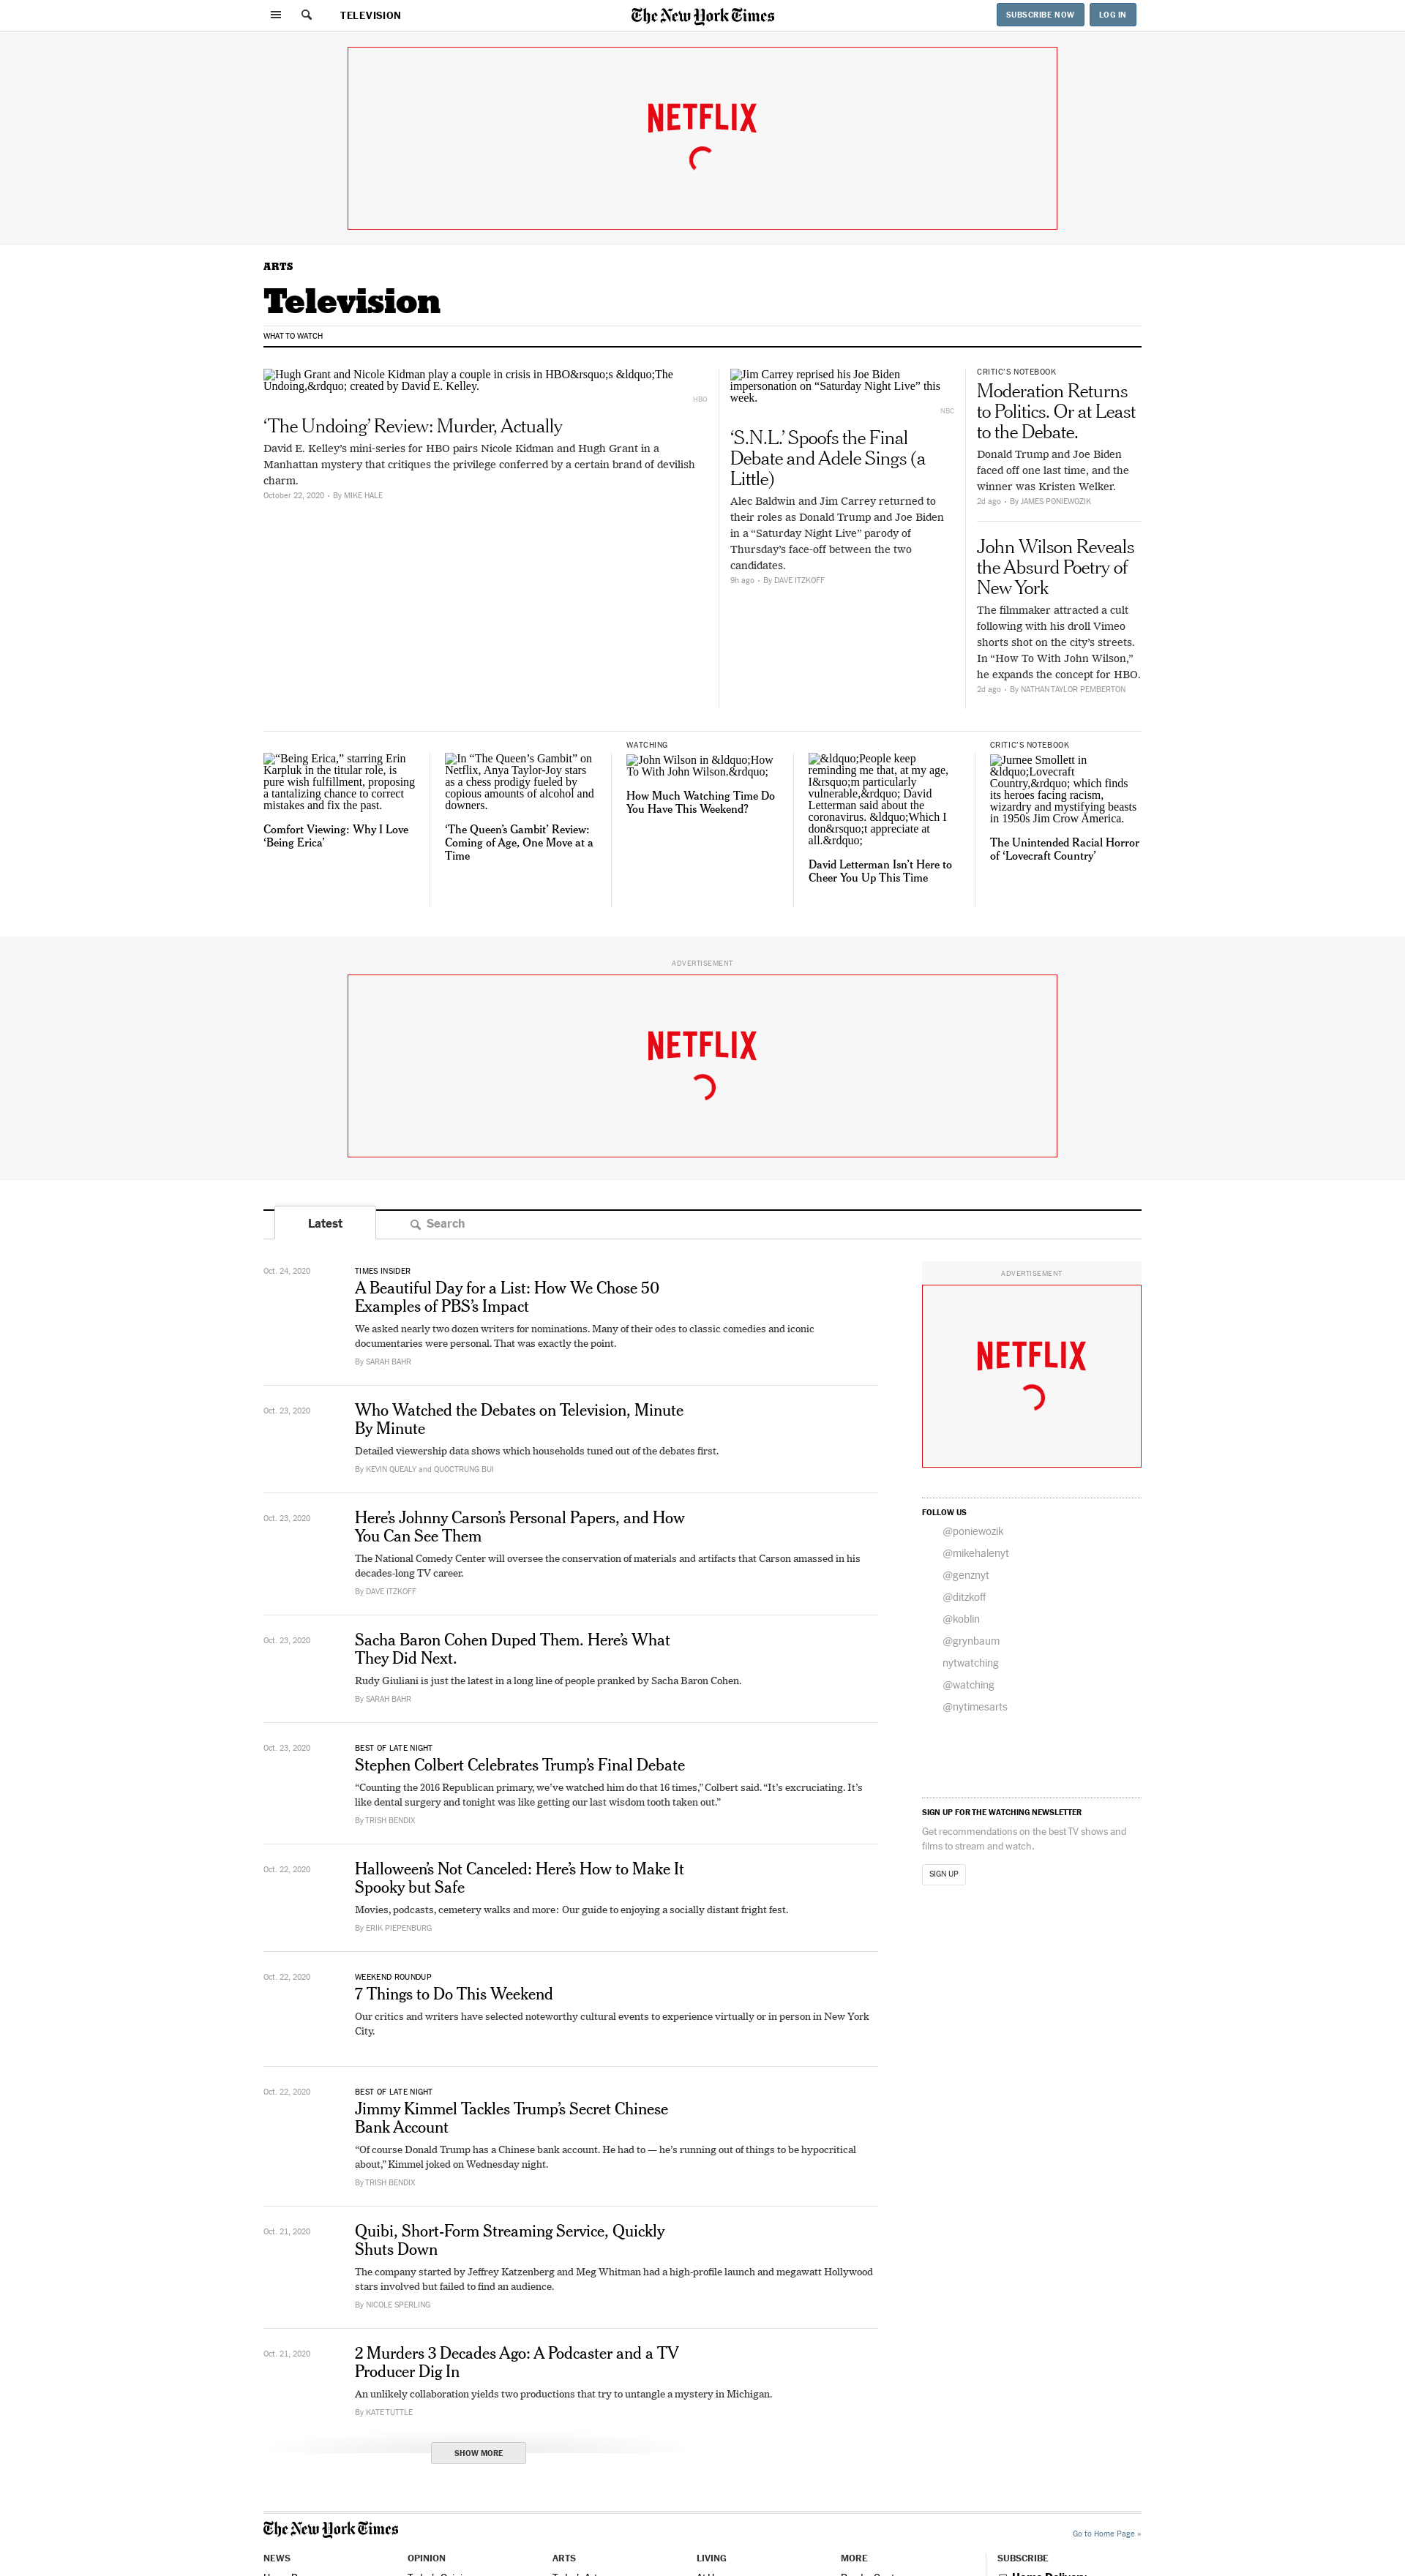 TELEVISION
The New York Times
SUBSCRIBE NOW
LOG IN
NETFLIX
ARTS
Television
WHAT TO WATCH
Hugh Grant and Nicole Kidman play a couple in crisis in HBO&rsquo;s &ldquo;The
Undoing,&rdquo; created by David E. Kelley.
HBO
‘The Undoing’ Review: Murder, Actually
David E. Kelley’s mini-series for HBO pairs Nicole Kidman and Hugh Grant in a
Manhattan mystery that critiques the privilege conferred by a certain brand of devilish
charm.
October 22, 2020 • By MIKE HALE
Jim Carrey reprised his Joe Biden
impersonation on “Saturday Night Live” this
week.
NBC
‘S.N.L.’ Spoofs the Final
Debate and Adele Sings (a
Little)
Alec Baldwin and Jim Carrey returned to
their roles as Donald Trump and Joe Biden
in a “Saturday Night Live” parody of
Thursday’s face-off between the two
candidates.
9h ago • By DAVE ITZKOFF
CRITIC’S NOTEBOOK
Moderation Returns
to Politics. Or at Least
to the Debate.
Donald Trump and Joe Biden
faced off one last time, and the
winner was Kristen Welker.
2d ago • By JAMES PONIEWOZIK
John Wilson Reveals
the Absurd Poetry of
New York
The filmmaker attracted a cult
following with his droll Vimeo
shorts shot on the city’s streets.
In “How To With John Wilson,”
he expands the concept for HBO.
2d ago • By NATHAN TAYLOR PEMBERTON
“Being Erica,” starring Erin
Karpluk in the titular role, is
pure wish fulfillment, proposing
a tantalizing chance to correct
mistakes and fix the past.
Comfort Viewing: Why I Love
‘Being Erica’
In “The Queen’s Gambit” on
Netflix, Anya Taylor-Joy stars
as a chess prodigy fueled by
copious amounts of alcohol and
downers.
‘The Queen’s Gambit’ Review:
Coming of Age, One Move at a
Time
WATCHING
John Wilson in &ldquo;How
To With John Wilson.&rdquo;
How Much Watching Time Do
You Have This Weekend?
&ldquo;People keep
reminding me that, at my age,
I&rsquo;m particularly
vulnerable,&rdquo; David
Letterman said about the
coronavirus. &ldquo;Which I
don&rsquo;t appreciate at
all.&rdquo;
David Letterman Isn’t Here to
Cheer You Up This Time
CRITIC’S NOTEBOOK
Jurnee Smollett in
&ldquo;Lovecraft
Country,&rdquo; which finds
its heroes facing racism,
wizardry and mystifying beasts
in 1950s Jim Crow America.
The Unintended Racial Horror
of ‘Lovecraft Country’
ADVERTISEMENT
NETFLIX
Latest
Search
Oct. 24, 2020
TIMES INSIDER
A Beautiful Day for a List: How We Chose 50
Examples of PBS’s Impact
We asked nearly two dozen writers for nominations. Many of their odes to classic comedies and iconic
documentaries were personal. That was exactly the point.
By SARAH BAHR
Oct. 23, 2020
Who Watched the Debates on Television, Minute
By Minute
Detailed viewership data shows which households tuned out of the debates first.
By KEVIN QUEALY and QUOCTRUNG BUI
Oct. 23, 2020
Here’s Johnny Carson’s Personal Papers, and How
You Can See Them
The National Comedy Center will oversee the conservation of materials and artifacts that Carson amassed in his
decades-long TV career.
By DAVE ITZKOFF
Oct. 23, 2020
Sacha Baron Cohen Duped Them. Here’s What
They Did Next.
Rudy Giuliani is just the latest in a long line of people pranked by Sacha Baron Cohen.
By SARAH BAHR
Oct. 23, 2020
BEST OF LATE NIGHT
Stephen Colbert Celebrates Trump’s Final Debate
“Counting the 2016 Republican primary, we’ve watched him do that 16 times,” Colbert said. “It’s excruciating. It’s
like dental surgery and tonight was like getting our last wisdom tooth taken out.”
By TRISH BENDIX
Oct. 22, 2020
Halloween’s Not Canceled: Here’s How to Make It
Spooky but Safe
Movies, podcasts, cemetery walks and more: Our guide to enjoying a socially distant fright fest.
By ERIK PIEPENBURG
Oct. 22, 2020
WEEKEND ROUNDUP
7 Things to Do This Weekend
Our critics and writers have selected noteworthy cultural events to experience virtually or in person in New York
City.
Oct. 22, 2020
BEST OF LATE NIGHT
Jimmy Kimmel Tackles Trump’s Secret Chinese
Bank Account
“Of course Donald Trump has a Chinese bank account. He had to — he’s running out of things to be hypocritical
about,” Kimmel joked on Wednesday night.
By TRISH BENDIX
Oct. 21, 2020
Quibi, Short-Form Streaming Service, Quickly
Shuts Down
The company started by Jeffrey Katzenberg and Meg Whitman had a high-profile launch and megawatt Hollywood
stars involved but failed to find an audience.
By NICOLE SPERLING
Oct. 21, 2020
2 Murders 3 Decades Ago: A Podcaster and a TV
Producer Dig In
An unlikely collaboration yields two productions that try to untangle a mystery in Michigan.
By KATE TUTTLE
SHOW MORE
ADVERTISEMENT
NETFLIX
FOLLOW US
@poniewozik
@mikehalenyt
@genznyt
@ditzkoff
@koblin
@grynbaum
nytwatching
@watching
@nytimesarts
SIGN UP FOR THE WATCHING NEWSLETTER
Get recommendations on the best TV shows and
films to stream and watch.
SIGN UP
The New York Times
Go to Home Page »
NEWS
OPINION
ARTS
LIVING
MORE
SUBSCRIBE